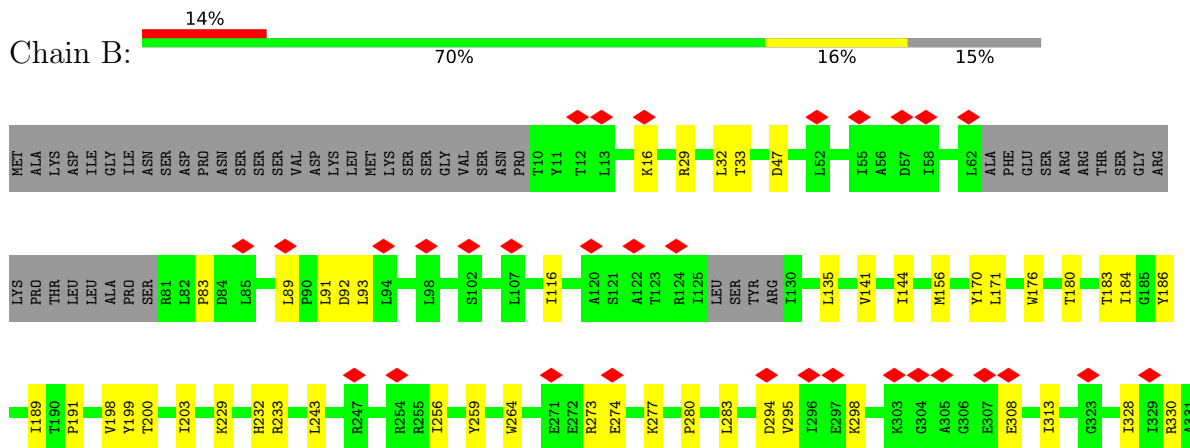 14%
Chain B:
70% 16% 15%
MET ALA LYS ASP ILE GLY ILE ILE ASN SER ASP PRO ASN SER SER SER SER VAL ASP LYS LEU MET LYS SER SER GLY VAL SER ASN PRO T10 Y11 T12 L13 K16 R29 L32 T33 D47 L52 I55 A56 D57 I58 L62 ALA PHE GLU SER ARG ARG THR SER GLY ARG
LYS PRO THR LEU LEU ALA PRO SER R81 L82 P83 D84 L85 L89 P90 L91 D92 L93 L94 L98 S102 L107 I116 A120 S121 A122 T123 R124 I125 LEU SER TYR ARG I130 L135 V141 I144 M156 Y170 L171 W176 T180 T183 I184 G185 Y186
I189 T190 P191 V198 Y199 T200 I203 K229 H232 R233 L243 R247 R254 R255 I256 Y259 W264 E271 E272 R273 E274 K277 P280 L283 D294 V295 I296 E297 K298 K303 G304 A305 G306 E307 E308 I313 G323 I328 I329 R330 A331